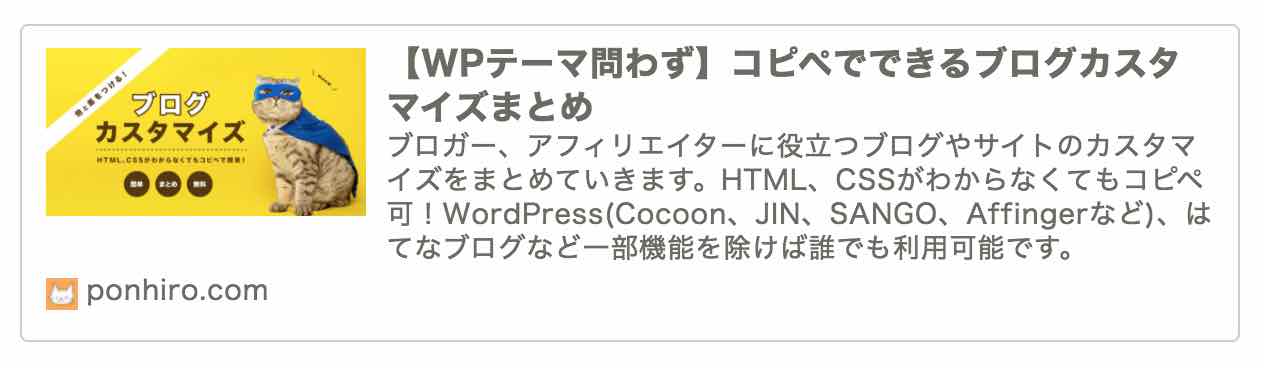 他と差をつける！
ブログ
カスタマイズ
HTML、CSSがわからなくてもコピペで簡単！
簡単 まとめ 無料
【WPテーマ問わず】コピペでできるブログカスタ
マイズまとめ
ブロガー、アフィリエイターに役立つブログやサイトのカスタマ
イズをまとめていきます。HTML、CSSがわからなくてもコピペ
可！WordPress(Cocoon、JIN、SANGO、Affingerなど)、は
てなブログなど一部機能を除けば誰でも利用可能です。
ponhiro.com